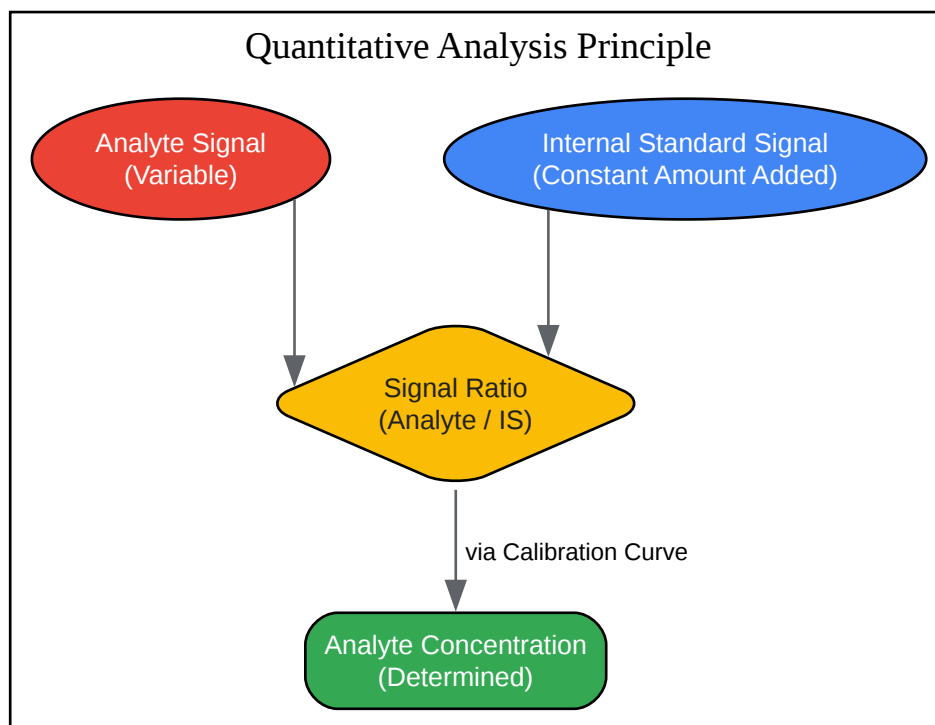 Quantitative Analysis Principle
Analyte Signal
(Variable)
Internal Standard Signal
(Constant Amount Added)
Signal Ratio
(Analyte / IS)
via Calibration Curve
Analyte Concentration
(Determined)